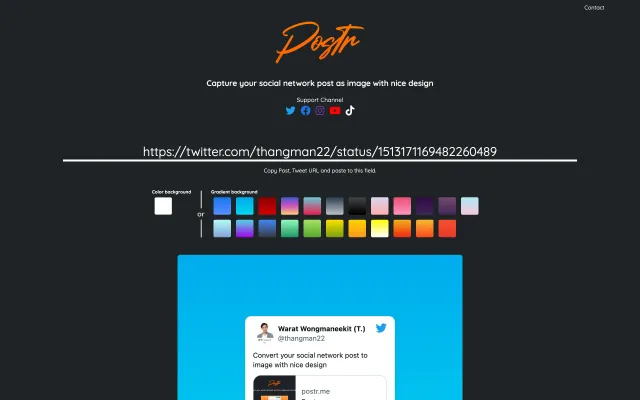 Contact
Postr
Capture your social network post as image with nice design
Support Channel
https://twitter.com/thangman22/status/1513171169482260489
Copy Post, Tweet URL and paste to this field.
Color background
Gradient background
or
Warat Wongmaneekit (T.)
@thangman22
Convert your social network post to
image with nice design
postr.me